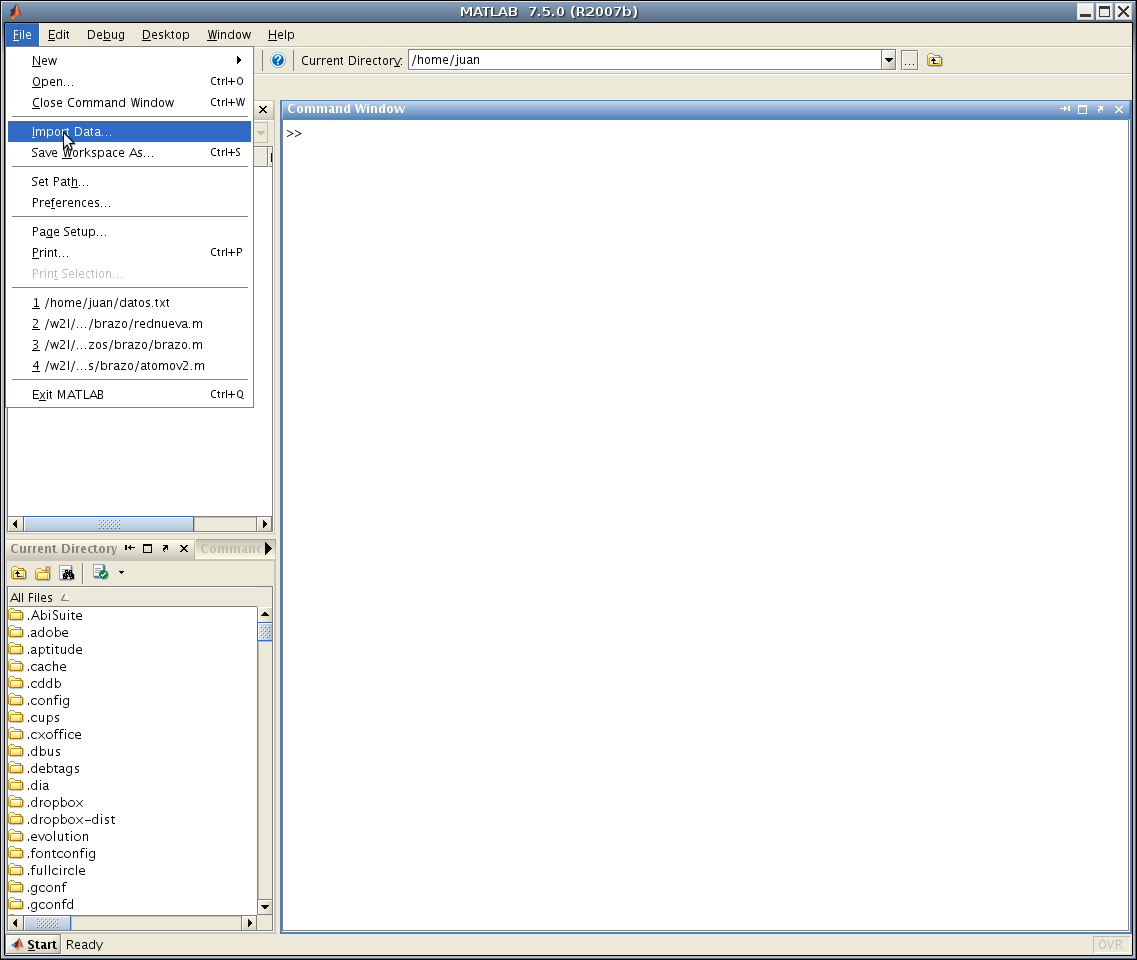 MATLAB 7.5.0 (R2007b)
File Edit Debug Desktop Window Help
Current Directory: /home/juan ...
New
Open... Ctrl+O
Close Command Window Ctrl+W
Import Data...
Save Workspace As... Ctrl+S
Set Path...
Preferences...
Page Setup...
Print... Ctrl+P
Print Selection...
1 /home/juan/datos.txt
2 /w2l/.../brazo/rednueva.m
3 /w2l/...zos/brazo/brazo.m
4 /w2l/...s/brazo/atomov2.m
Exit MATLAB Ctrl+Q
Command Window
>>
Current Directory Command
All Files
.AbiSuite
.adobe
.aptitude
.cache
.cddb
.config
.cups
.cxoffice
.dbus
.debtags
.dia
.dropbox
.dropbox-dist
.evolution
.fontconfig
.fullcircle
.gconf
.gconfd
Start Ready OVR